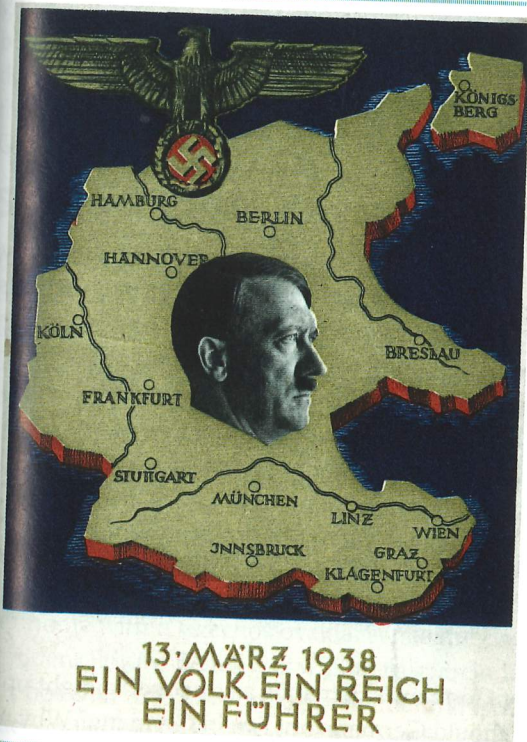 KÖNIGS-
BERG
HAMBURG
BERLIN
HANNOVER
KÖLN
BRESLAU
FRANKFURT
STUTTGART
MÜNCHEN
LINZ
WIEN
INNSBRUCK
GRAZ
KLAGENFURT
13·MÄRZ 1938
EIN VOLK EIN REICH
EIN FÜHRER